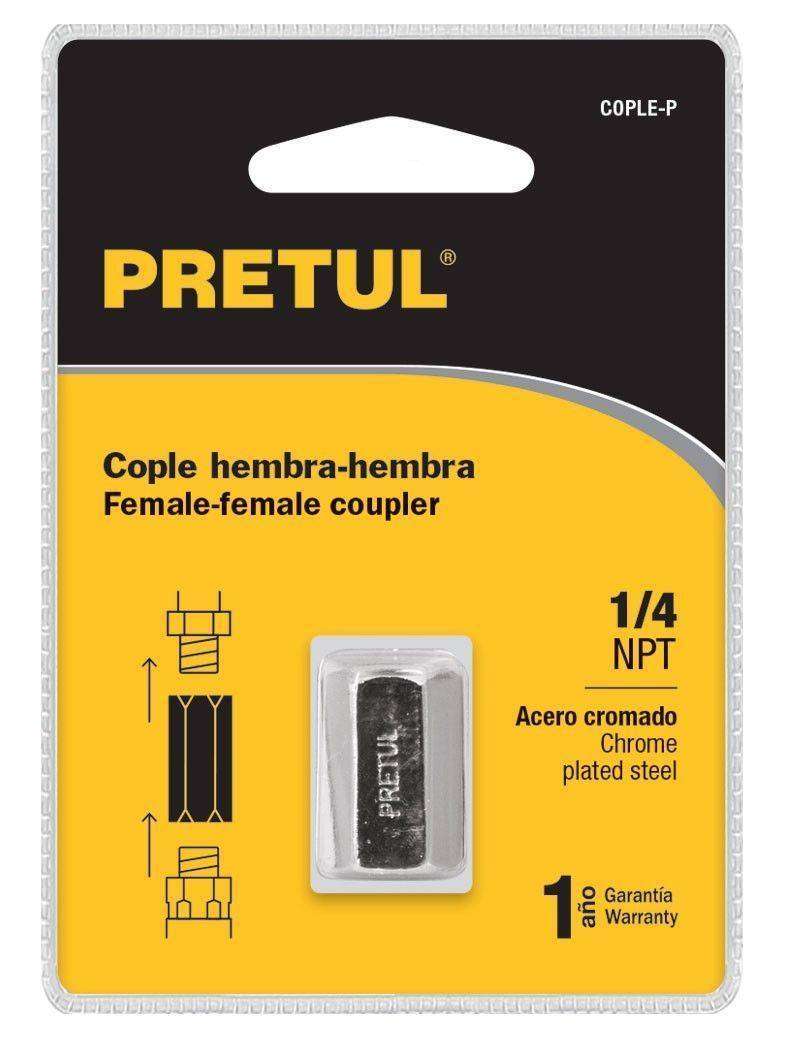 COPLE-P
PRETUL®
Cople hembra-hembra
Female-female coupler
1/4
NPT
Acero cromado
Chrome
plated steel
PRETUL
1 año Garantía
Warranty